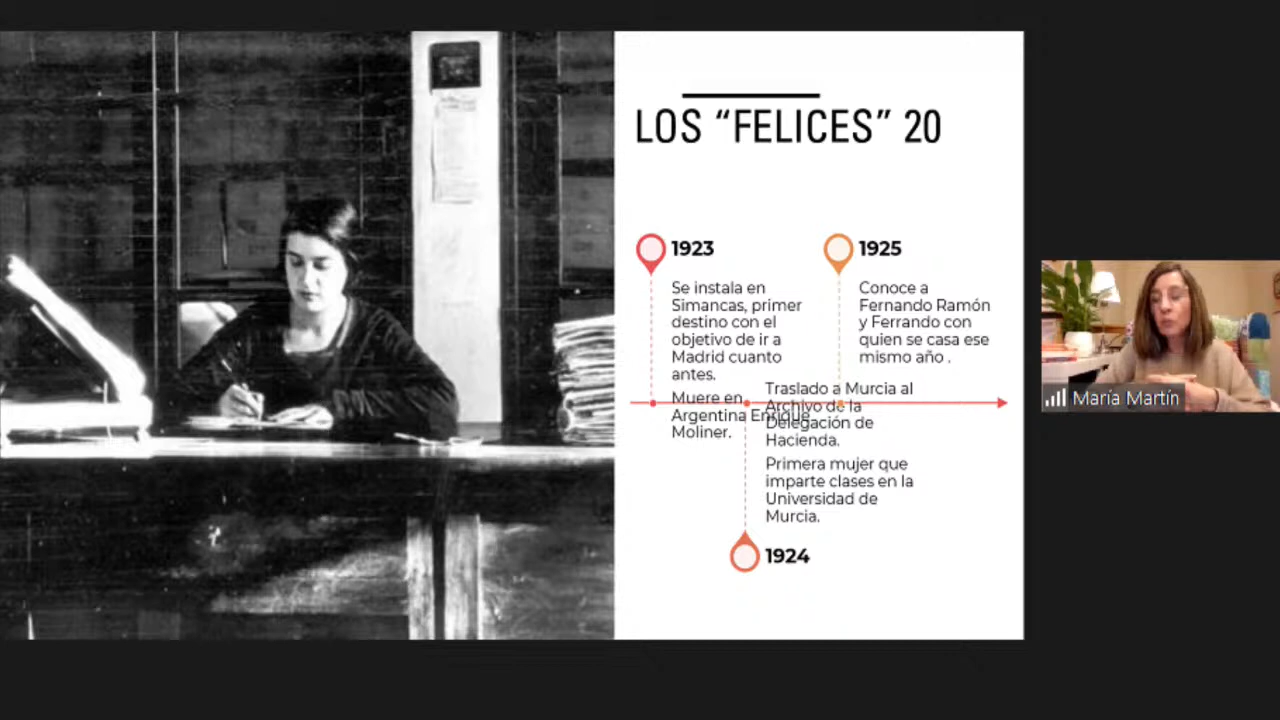 LOS “FELICES” 20
1923
Se instala en
Simancas, primer
destino con el
objetivo de ir a
Madrid cuanto
antes.
Muere en
Argentina Enrique
Moliner.
1925
Conoce a
Fernando Ramón
y Ferrando con
quien se casa ese
mismo año .
Traslado a Murcia al
Archivo de la
Delegación de
Hacienda.
Primera mujer que
imparte clases en la
Universidad de
Murcia.
1924
María Martín